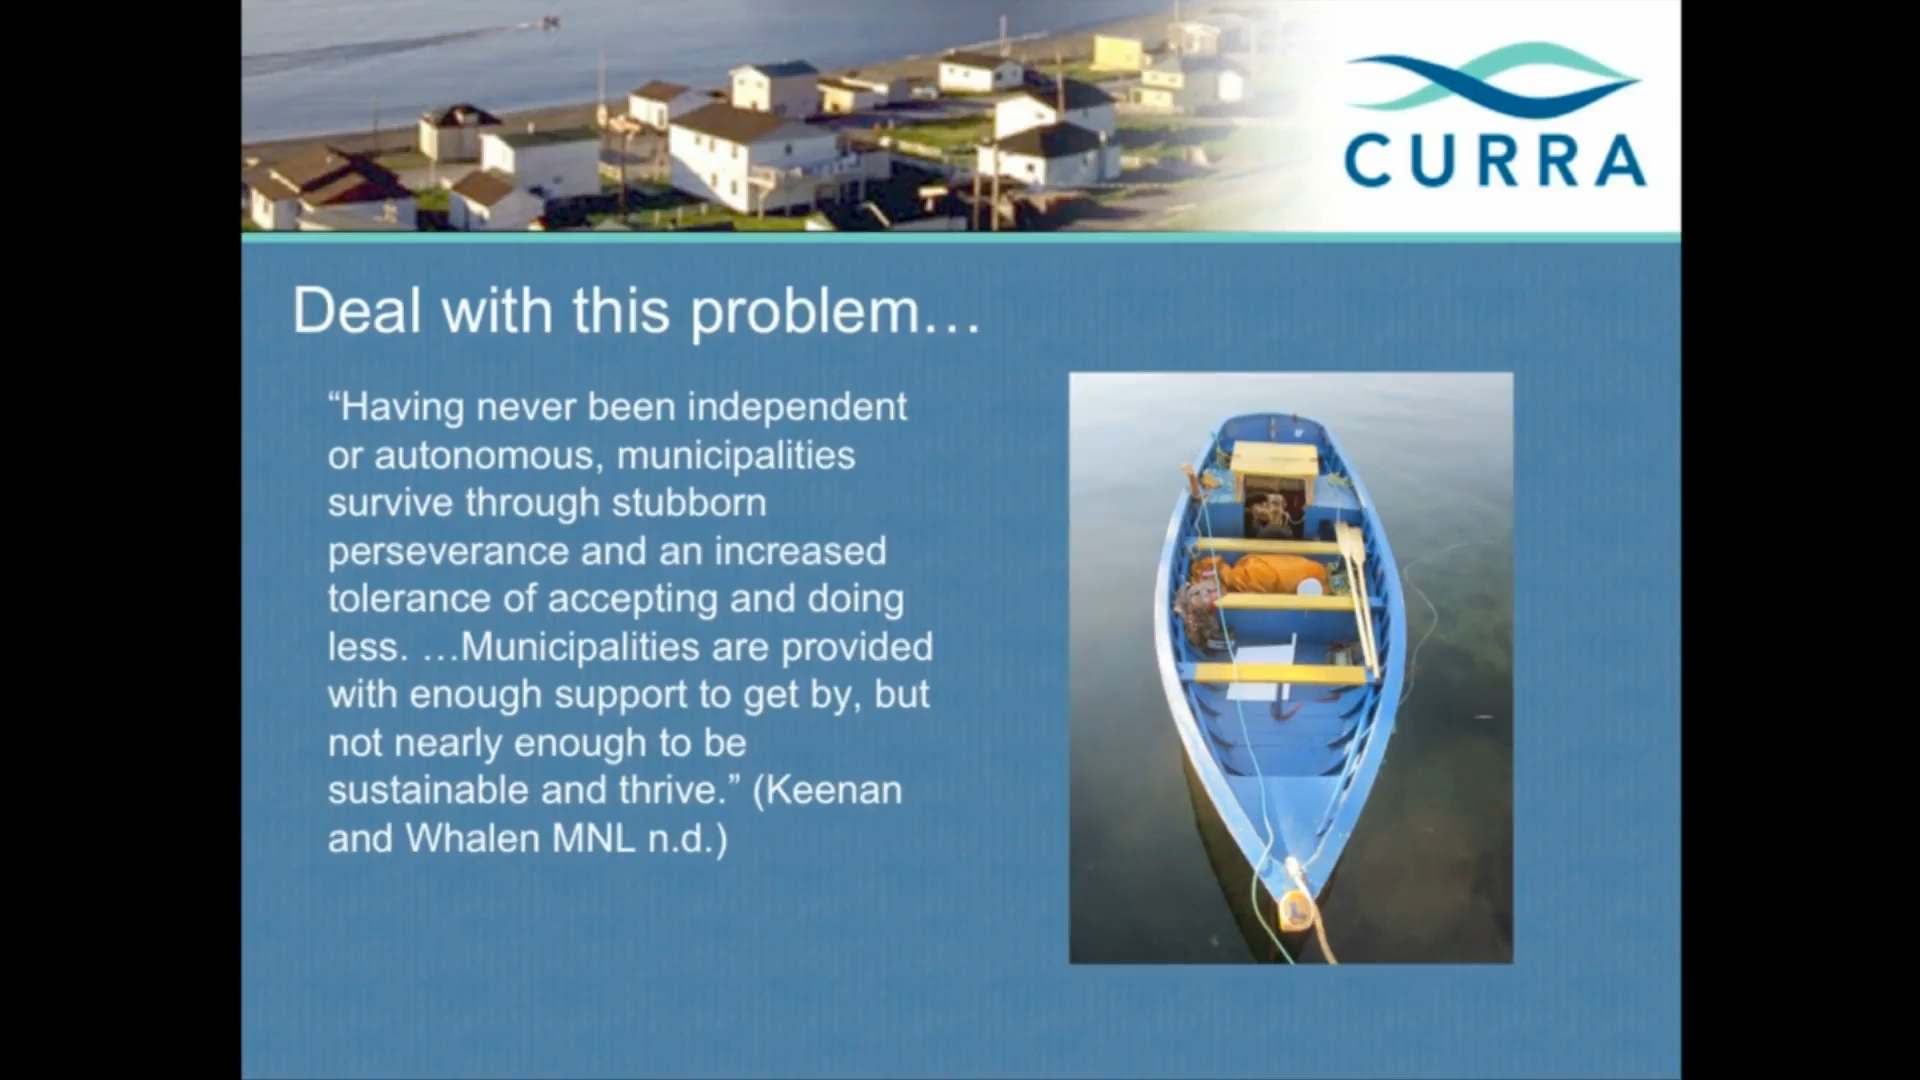 CURRA
Deal with this problem…
“Having never been independent
or autonomous, municipalities
survive through stubborn
perseverance and an increased
tolerance of accepting and doing
less. …Municipalities are provided
with enough support to get by, but
not nearly enough to be
sustainable and thrive.” (Keenan
and Whalen MNL n.d.)